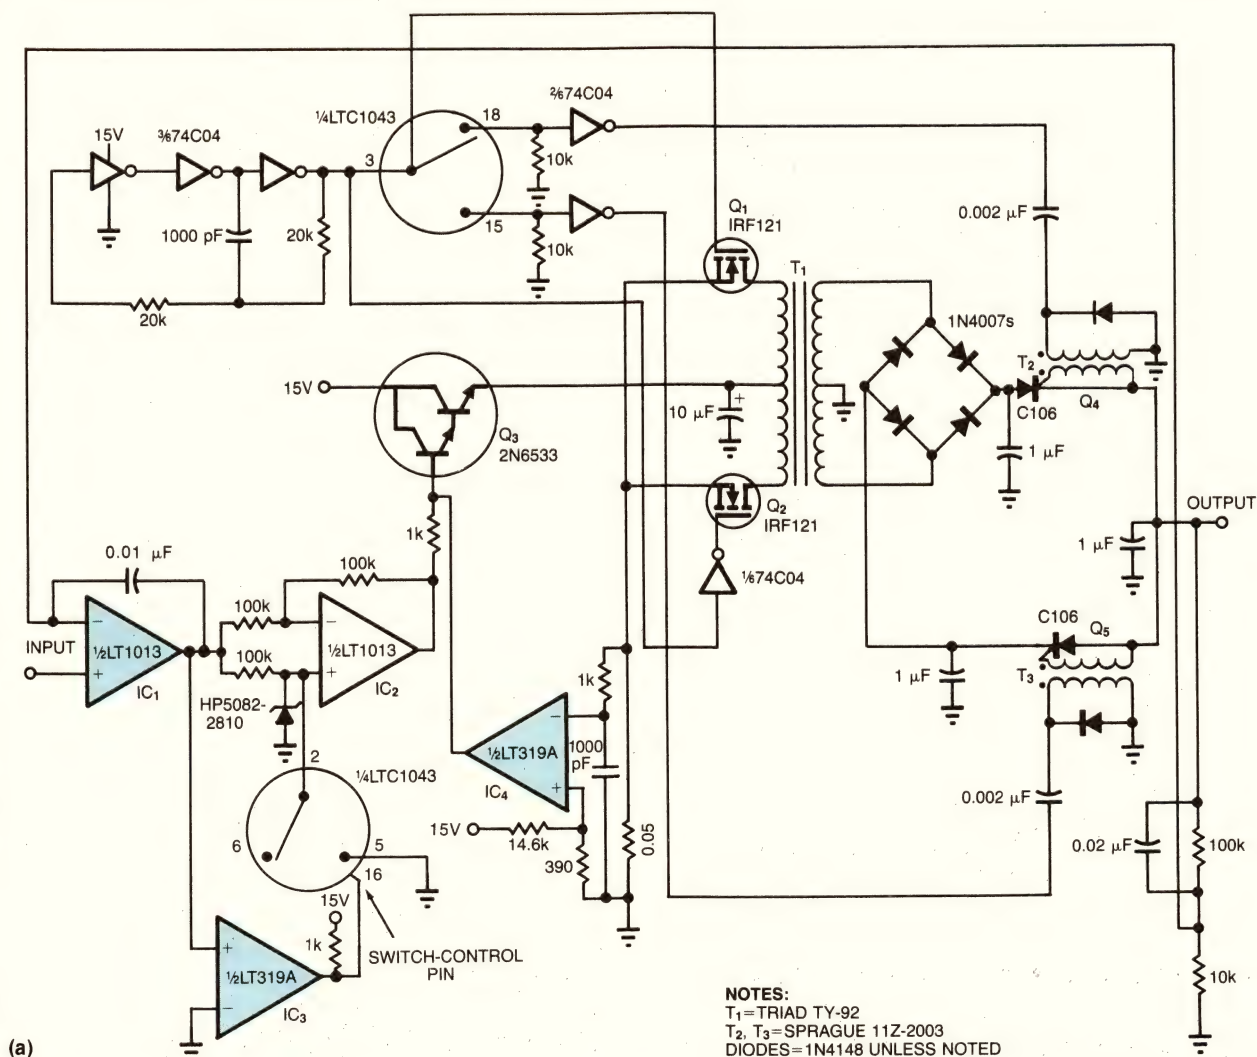 ⅙74C04
¼LTC1043
18
15V
3/674C04
2/674C04
3
10k
15
10k
1000 pF
20k
20k
Q1
IRF121
T1
0.002 µF
1N4007s
T2
C106
Q4
1 µF
15V
10 µF
+
Q3
2N6533
Q2
IRF121
OUTPUT
1 µF
0.01 µF
1k
100k
100k
100k
⅙74C04
INPUT
−
+
½LT1013
IC1
−
+
½LT1013
IC2
HP5082-
2810
C106
Q5
T3
1 µF
1k
1000
pF
−
+
½LT319A
IC4
2
¼LTC1043
6
5
16
15V
14.6k
390
0.05
0.002 µF
0.02 µF
100k
15V
1k
SWITCH-CONTROL
PIN
+
−
½LT319A
IC3
10k
NOTES:
T1=TRIAD TY-92
T2, T3=SPRAGUE 11Z-2003
DIODES=1N4148 UNLESS NOTED
(a)